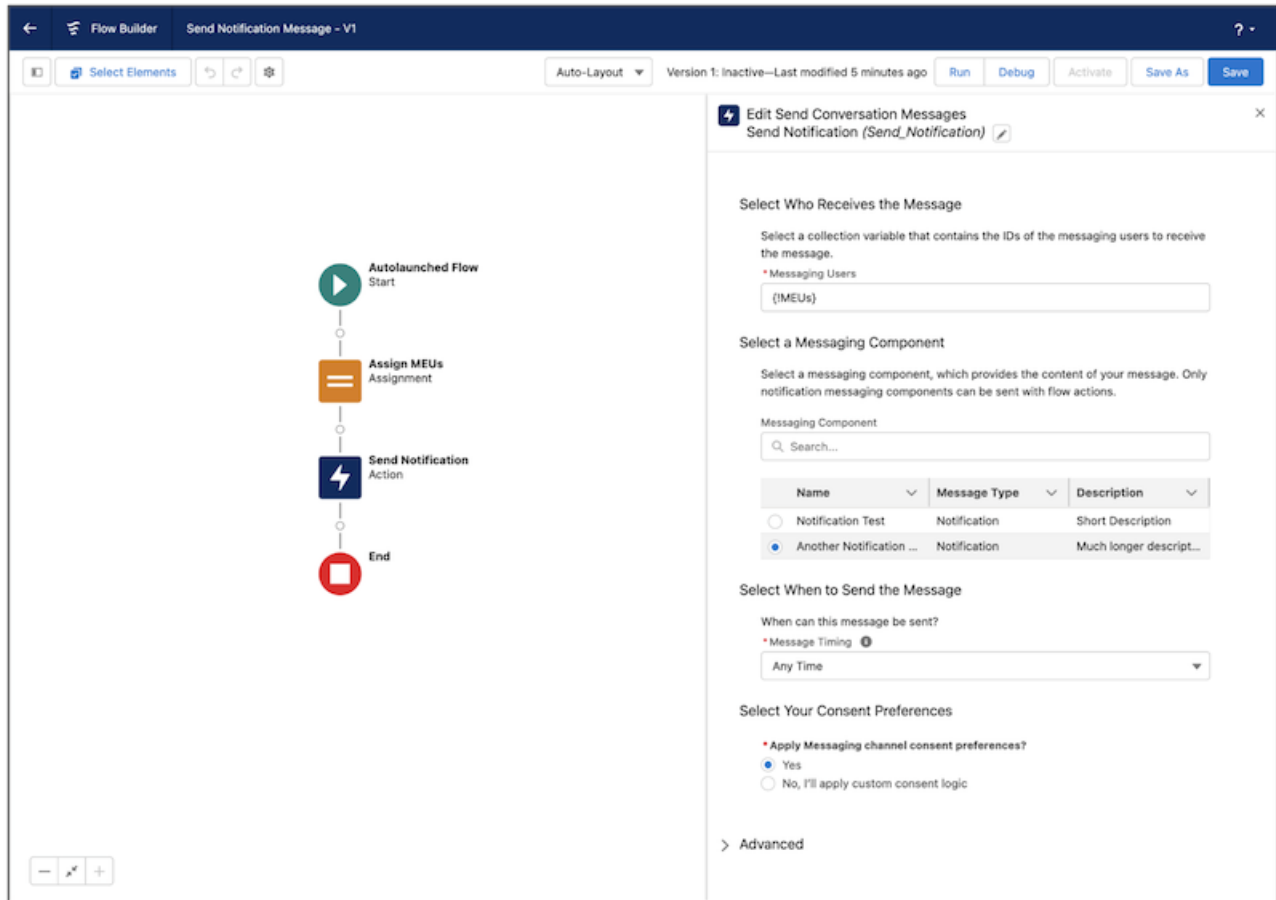 Flow Builder
Send Notification Message – V1
?
Select Elements
Auto-Layout
Version 1: Inactive—Last modified 5 minutes ago
Run
Debug
Activate
Save As
Save
Autolaunched Flow
Start
Assign MEUs
Assignment
Send Notification
Action
End
Edit Send Conversation Messages
Send Notification (Send_Notification)
Select Who Receives the Message
Select a collection variable that contains the IDs of the messaging users to receive
the message.
* Messaging Users
{!MEUs}
Select a Messaging Component
Select a messaging component, which provides the content of your message. Only
notification messaging components can be sent with flow actions.
Messaging Component
Search...
Name Message Type Description
Notification Test Notification Short Description
Another Notification ... Notification Much longer descript...
Select When to Send the Message
When can this message be sent?
* Message Timing
Any Time
Select Your Consent Preferences
* Apply Messaging channel consent preferences?
Yes
No, I'll apply custom consent logic
Advanced